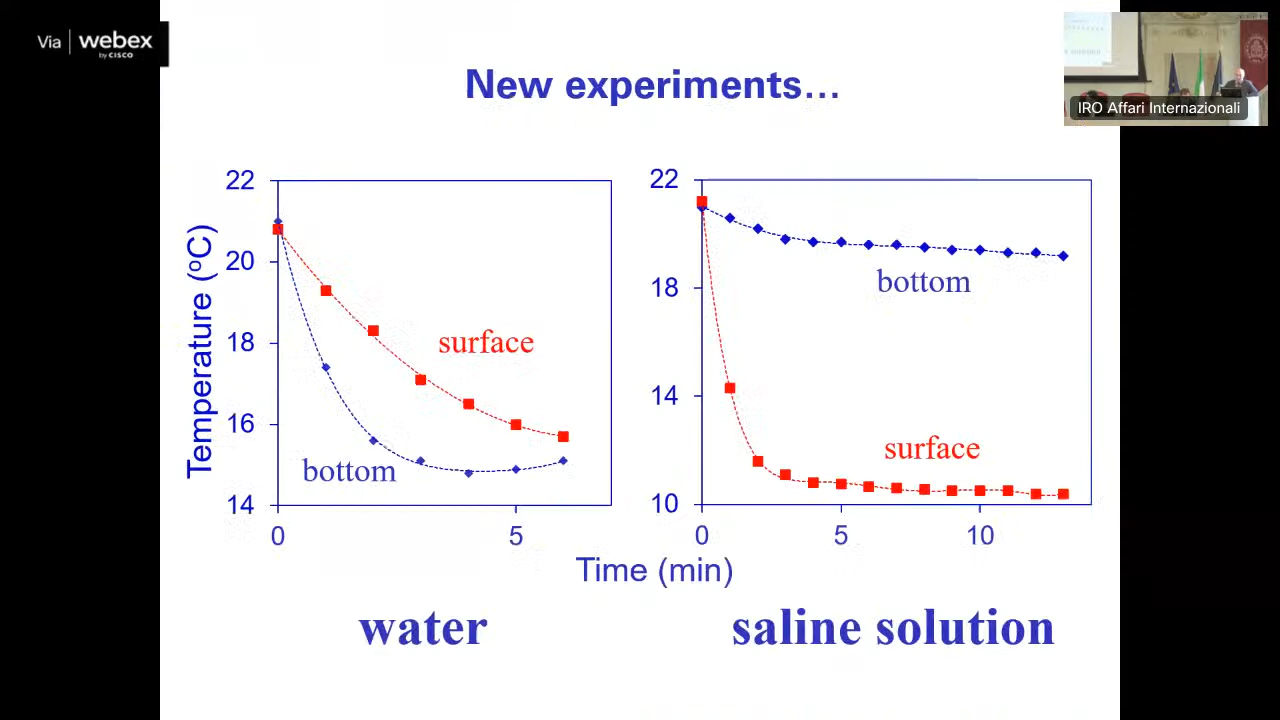 Via webex
by CISCO
New experiments...
IRO Affari Internazionali
Temperature (ºC)
22
20
18
16
14
0
5
surface
bottom
22
18
14
10
0
5
10
bottom
surface
Time (min)
water
saline solution